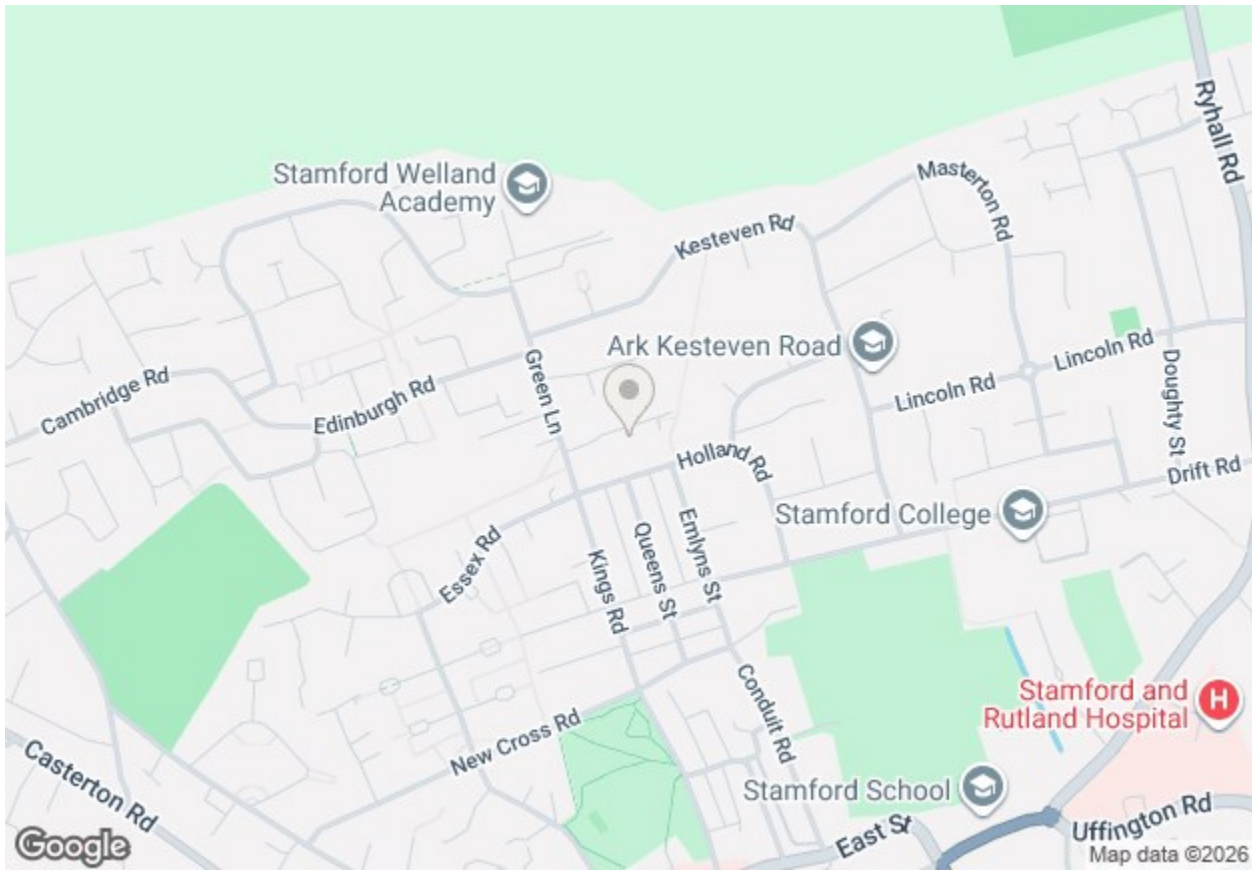 Ryhall Rd
Stamford Welland
Academy
Masterton Rd
Kesteven Rd
Ark Kesteven Road
Lincoln Rd
Lincoln Rd
Green Ln
Cambridge Rd
Edinburgh Rd
Doughty St
Holland Rd
Drift Rd
Stamford College
Essex Rd
Kings Rd
Queens St
Emlyns St
Conduit Rd
Stamford and
Rutland Hospital
H
New Cross Rd
Casterton Rd
Stamford School
East St
Uffington Rd
Google
Map data ©2026